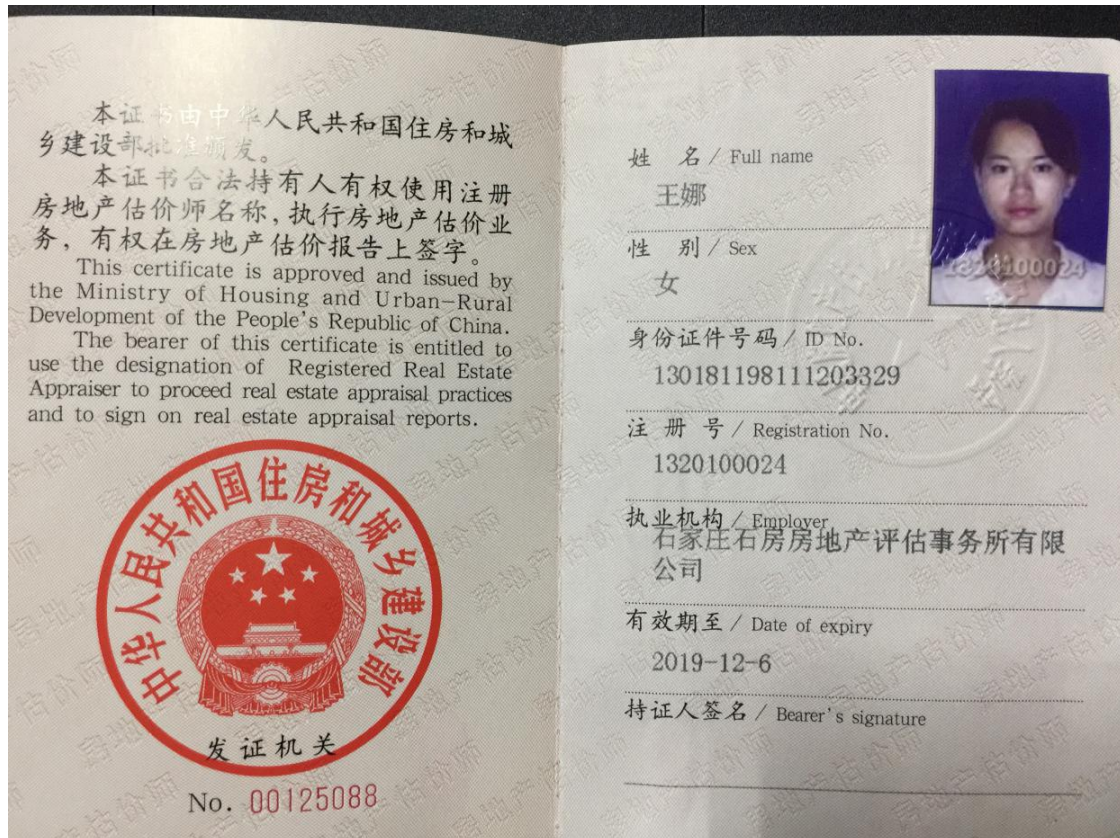 本证书由中华人民共和国住房和城
乡建设部批准颁发。
本证书合法持有人有权使用注册
房地产估价师名称，执行房地产估价业
务，有权在房地产估价报告上签字。
This certificate is approved and issued by
the Ministry of Housing and Urban-Rural
Development of the People's Republic of China.
The bearer of this certificate is entitled to
use the designation of Registered Real Estate
Appraiser to proceed real estate appraisal practices
and to sign on real estate appraisal reports.
中华人民共和国住房和城乡建设部
发证机关
No. 00125088
姓 名 / Full name
王娜
性 别 / Sex
女
身份证件号码 / ID No.
130181198111203329
注 册 号 / Registration No.
1320100024
执业机构 / Employer
石家庄石房房地产评估事务所有限
公司
有效期至 / Date of expiry
2019-12-6
持证人签名 / Bearer's signature
1320100024